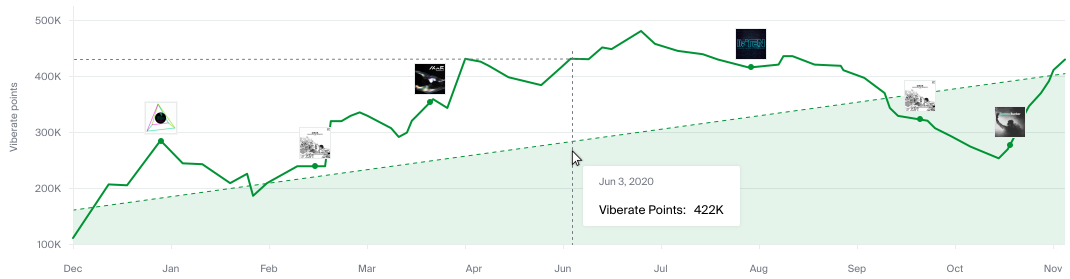 500K
400K
300K
200K
100K
Viberate points
Jun 3, 2020
Viberate Points: 422K
Dec Jan Feb Mar Apr Jun Jul Aug Sep Oct Nov